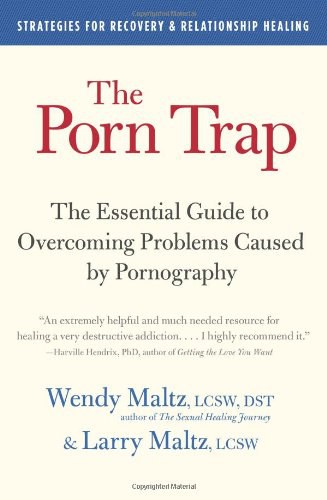 STRATEGIES FOR RECOVERY & RELATIONSHIP HEALING
The
Porn Trap
The Essential Guide to
Overcoming Problems Caused
by Pornography
“An extremely helpful and much needed resource for
healing a very destructive addiction. . . . I highly recommend it.”
—Harville Hendrix, PhD, author of Getting the Love You Want
Wendy Maltz, LCSW, DST
author of The Sexual Healing Journey
& Larry Maltz, LCSW
Copyrighted Material